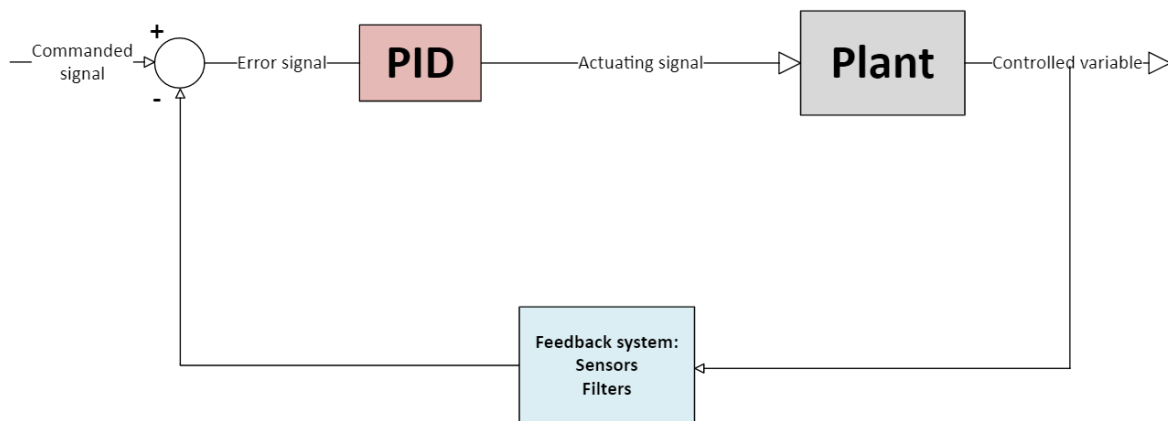 +
Commanded
signal
-
Error signal
PID
Actuating signal
Plant
Controlled variable
Feedback system:
Sensors
Filters